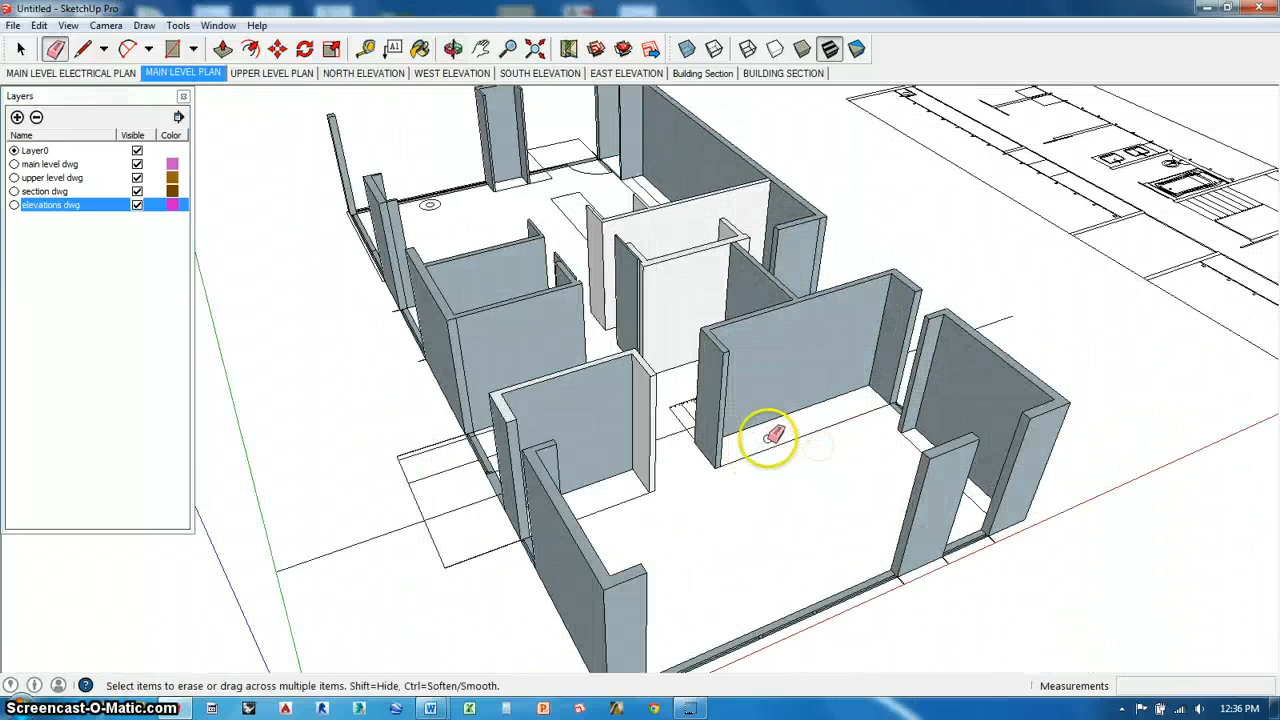 Untitled - SketchUp Pro
File Edit View Camera Draw Tools Window Help
A1
MAIN LEVEL ELECTRICAL PLAN MAIN LEVEL PLAN UPPER LEVEL PLAN NORTH ELEVATION WEST ELEVATION SOUTH ELEVATION EAST ELEVATION Building Section BUILDING SECTION
Layers
Name Visible Color
Layer0
main level dwg
upper level dwg
section dwg
elevations dwg
Select items to erase or drag across multiple items. Shift=Hide, Ctrl=Soften/Smooth. Measurements
Screencast-O-Matic.com 12:36 PM